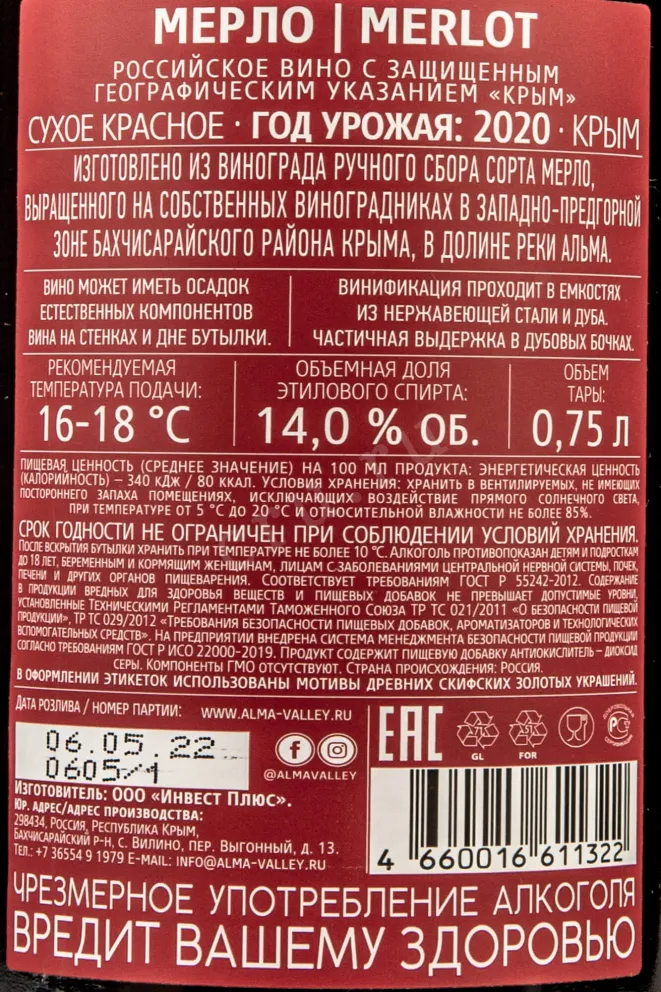 МЕРЛО | MERLOT
РОССИЙСКОЕ ВИНО С ЗАЩИЩЕННЫМ
ГЕОГРАФИЧЕСКИМ УКАЗАНИЕМ «КРЫМ»
СУХОЕ КРАСНОЕ · ГОД УРОЖАЯ: 2020 · КРЫМ
ИЗГОТОВЛЕНО ИЗ ВИНОГРАДА РУЧНОГО СБОРА СОРТА МЕРЛО,
ВЫРАЩЕННОГО НА СОБСТВЕННЫХ ВИНОГРАДНИКАХ В ЗАПАДНО-ПРЕДГОРНОЙ
ЗОНЕ БАХЧИСАРАЙСКОГО РАЙОНА КРЫМА, В ДОЛИНЕ РЕКИ АЛЬМА.
ВИНО МОЖЕТ ИМЕТЬ ОСАДОК
ЕСТЕСТВЕННЫХ КОМПОНЕНТОВ
ВИНА НА СТЕНКАХ И ДНЕ БУТЫЛКИ.
ВИНИФИКАЦИЯ ПРОХОДИТ В ЕМКОСТЯХ
ИЗ НЕРЖАВЕЮЩЕЙ СТАЛИ И ДУБА.
ЧАСТИЧНАЯ ВЫДЕРЖКА В ДУБОВЫХ БОЧКАХ.
РЕКОМЕНДУЕМАЯ
ТЕМПЕРАТУРА ПОДАЧИ:
16-18 °C
ОБЪЕМНАЯ ДОЛЯ
ЭТИЛОВОГО СПИРТА:
14,0 % ОБ.
ОБЪЕМ
ТАРЫ:
0,75 Л
ПИЩЕВАЯ ЦЕННОСТЬ (СРЕДНЕЕ ЗНАЧЕНИЕ) НА 100 МЛ ПРОДУКТА: ЭНЕРГЕТИЧЕСКАЯ ЦЕННОСТЬ
(КАЛОРИЙНОСТЬ) – 340 КДЖ / 80 ККАЛ. УСЛОВИЯ ХРАНЕНИЯ: ХРАНИТЬ В ВЕНТИЛИРУЕМЫХ, НЕ ИМЕЮЩИХ
ПОСТОРОННЕГО ЗАПАХА ПОМЕЩЕНИЯХ, ИСКЛЮЧАЮЩИХ ВОЗДЕЙСТВИЕ ПРЯМОГО СОЛНЕЧНОГО СВЕТА,
ПРИ ТЕМПЕРАТУРЕ ОТ 5 °C ДО 20 °C И ОТНОСИТЕЛЬНОЙ ВЛАЖНОСТИ НЕ БОЛЕЕ 85%.
СРОК ГОДНОСТИ НЕ ОГРАНИЧЕН ПРИ СОБЛЮДЕНИИ УСЛОВИЙ ХРАНЕНИЯ.
ПОСЛЕ ВСКРЫТИЯ БУТЫЛКИ ХРАНИТЬ ПРИ ТЕМПЕРАТУРЕ НЕ БОЛЕЕ 10 °C. АЛКОГОЛЬ ПРОТИВОПОКАЗАН ДЕТЯМ И ПОДРОСТКАМ
ДО 18 ЛЕТ, БЕРЕМЕННЫМ И КОРМЯЩИМ ЖЕНЩИНАМ, ЛИЦАМ С ЗАБОЛЕВАНИЯМИ ЦЕНТРАЛЬНОЙ НЕРВНОЙ СИСТЕМЫ, ПОЧЕК,
ПЕЧЕНИ И ДРУГИХ ОРГАНОВ ПИЩЕВАРЕНИЯ. СООТВЕТСТВУЕТ ТРЕБОВАНИЯМ ГОСТ Р 55242-2012. СОДЕРЖАНИЕ
В ПРОДУКЦИИ ВРЕДНЫХ ДЛЯ ЗДОРОВЬЯ ВЕЩЕСТВ И ПИЩЕВЫХ ДОБАВОК НЕ ПРЕВЫШАЕТ ДОПУСТИМЫЕ УРОВНИ,
УСТАНОВЛЕННЫЕ ТЕХНИЧЕСКИМИ РЕГЛАМЕНТАМИ ТАМОЖЕННОГО СОЮЗА ТР ТС 021/2011 «О БЕЗОПАСНОСТИ ПИЩЕВОЙ
ПРОДУКЦИИ», ТР ТС 029/2012 «ТРЕБОВАНИЯ БЕЗОПАСНОСТИ ПИЩЕВЫХ ДОБАВОК, АРОМАТИЗАТОРОВ И ТЕХНОЛОГИЧЕСКИХ
ВСПОМОГАТЕЛЬНЫХ СРЕДСТВ». НА ПРЕДПРИЯТИИ ВНЕДРЕНА СИСТЕМА МЕНЕДЖМЕНТА БЕЗОПАСНОСТИ ПИЩЕВОЙ ПРОДУКЦИИ
СОГЛАСНО ТРЕБОВАНИЯМ ГОСТ Р ИСО 22000-2019. ПРОДУКТ СОДЕРЖИТ ПИЩЕВУЮ ДОБАВКУ АНТИОКИСЛИТЕЛЬ – ДИОКСИД
СЕРЫ. КОМПОНЕНТЫ ГМО ОТСУТСТВУЮТ. СТРАНА ПРОИСХОЖДЕНИЯ: РОССИЯ.
В ОФОРМЛЕНИИ ЭТИКЕТОК ИСПОЛЬЗОВАНЫ МОТИВЫ ДРЕВНИХ СКИФСКИХ ЗОЛОТЫХ УКРАШЕНИЙ.
ДАТА РОЗЛИВА / НОМЕР ПАРТИИ:
06.05.22
0605/1
WWW.ALMA-VALLEY.RU
@ALMAVALLEY
ИЗГОТОВИТЕЛЬ: ООО «ИНВЕСТ ПЛЮС».
ЮР. АДРЕС/АДРЕС ПРОИЗВОДСТВА:
298434, РОССИЯ, РЕСПУБЛИКА КРЫМ,
БАХЧИСАРАЙСКИЙ Р-Н, С. ВИЛИНО, ПЕР. ВЫГОННЫЙ, Д. 13.
ТЕЛ.: +7 36554 9 1979 E-MAIL: INFO@ALMA-VALLEY.RU
EAC
71
GL
51
FOR
4 660016 611322
ЧРЕЗМЕРНОЕ УПОТРЕБЛЕНИЕ АЛКОГОЛЯ
ВРЕДИТ ВАШЕМУ ЗДОРОВЬЮ